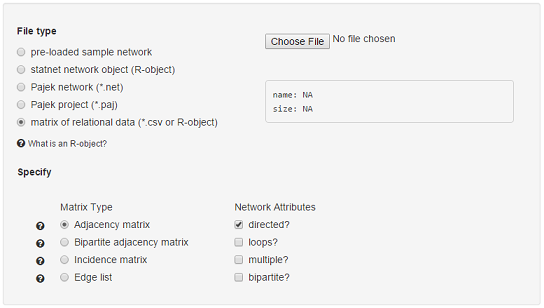 File type
Choose File No file chosen
pre-loaded sample network
statnet network object (R-object)
Pajek network (*.net)
Pajek project (*.paj)
matrix of relational data (*.csv or R-object)
name: NA
size: NA
? What is an R-object?
Specify
Matrix Type Network Attributes
? Adjacency matrix directed?
? Bipartite adjacency matrix loops?
? Incidence matrix multiple?
? Edge list bipartite?